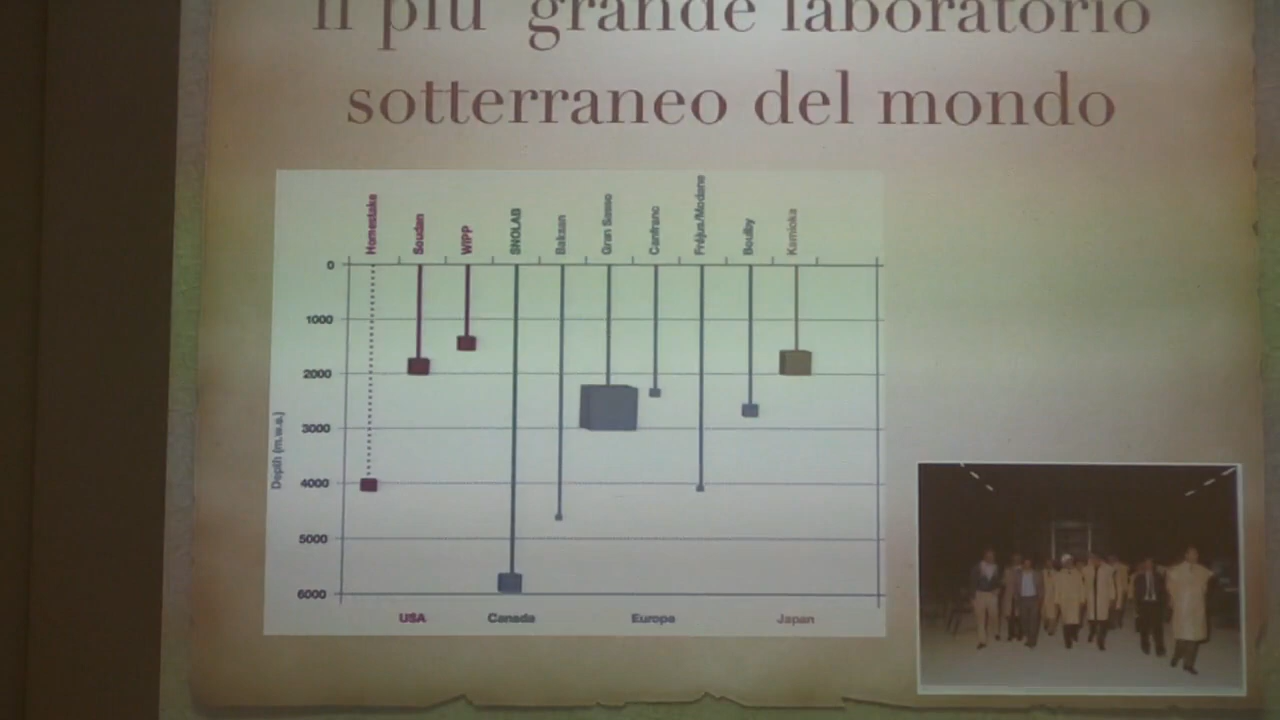 Il più grande laboratorio
sotterraneo del mondo
Homestake
Soudan
WIPP
SNOLAB
Baksan
Gran Sasso
Canfranc
Fréjus/Modane
Boulby
Kamioka
0
1000
2000
3000
4000
5000
6000
Depth (m.w.e.)
USA
Canada
Europe
Japan